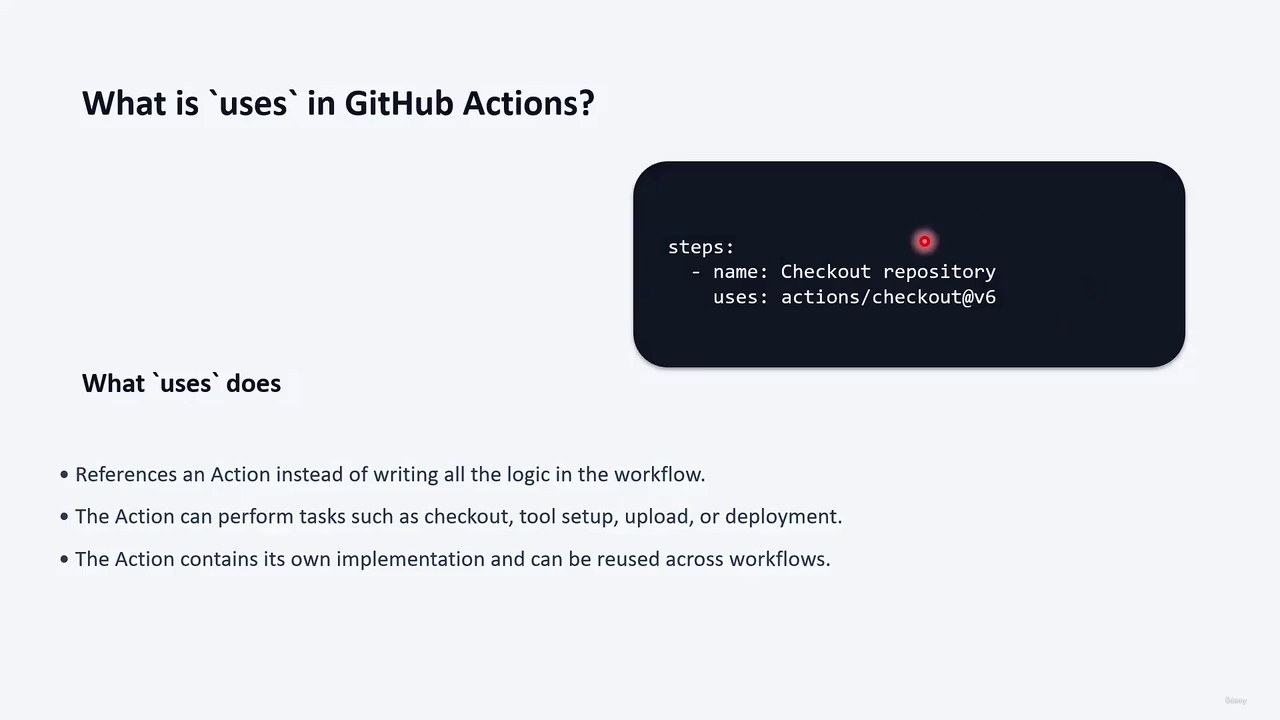 What is `uses` in GitHub Actions?
steps:
  - name: Checkout repository
    uses: actions/checkout@v6
What `uses` does
• References an Action instead of writing all the logic in the workflow.
• The Action can perform tasks such as checkout, tool setup, upload, or deployment.
• The Action contains its own implementation and can be reused across workflows.
Udemy